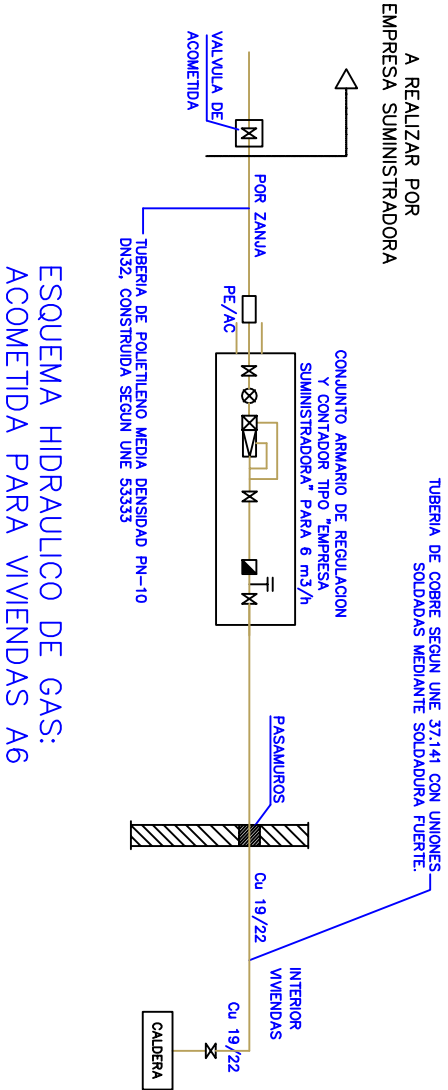 A REALIZAR POR
EMPRESA SUMINISTRADORA
VALVULA DE
ACOMETIDA
POR ZANJA
TUBERIA DE POLIETILENO MEDIA DENSIDAD PN-10
DN32, CONSTRUIDA SEGUN UNE 53333
PE/AC
CONJUNTO ARMARIO DE REGULACION
Y CONTADOR TIPO "EMPRESA
SUMINISTRADORA" PARA 6 m3/h
TUBERIA DE COBRE SEGUN UNE 37.141 CON UNIONES
SOLDADAS MEDIANTE SOLDADURA FUERTE.
PASAMUROS
Cu 19/22
INTERIOR
VIVIENDAS
Cu 19/22
CALDERA
ESQUEMA HIDRAULICO DE GAS:
ACOMETIDA PARA VIVIENDAS A6